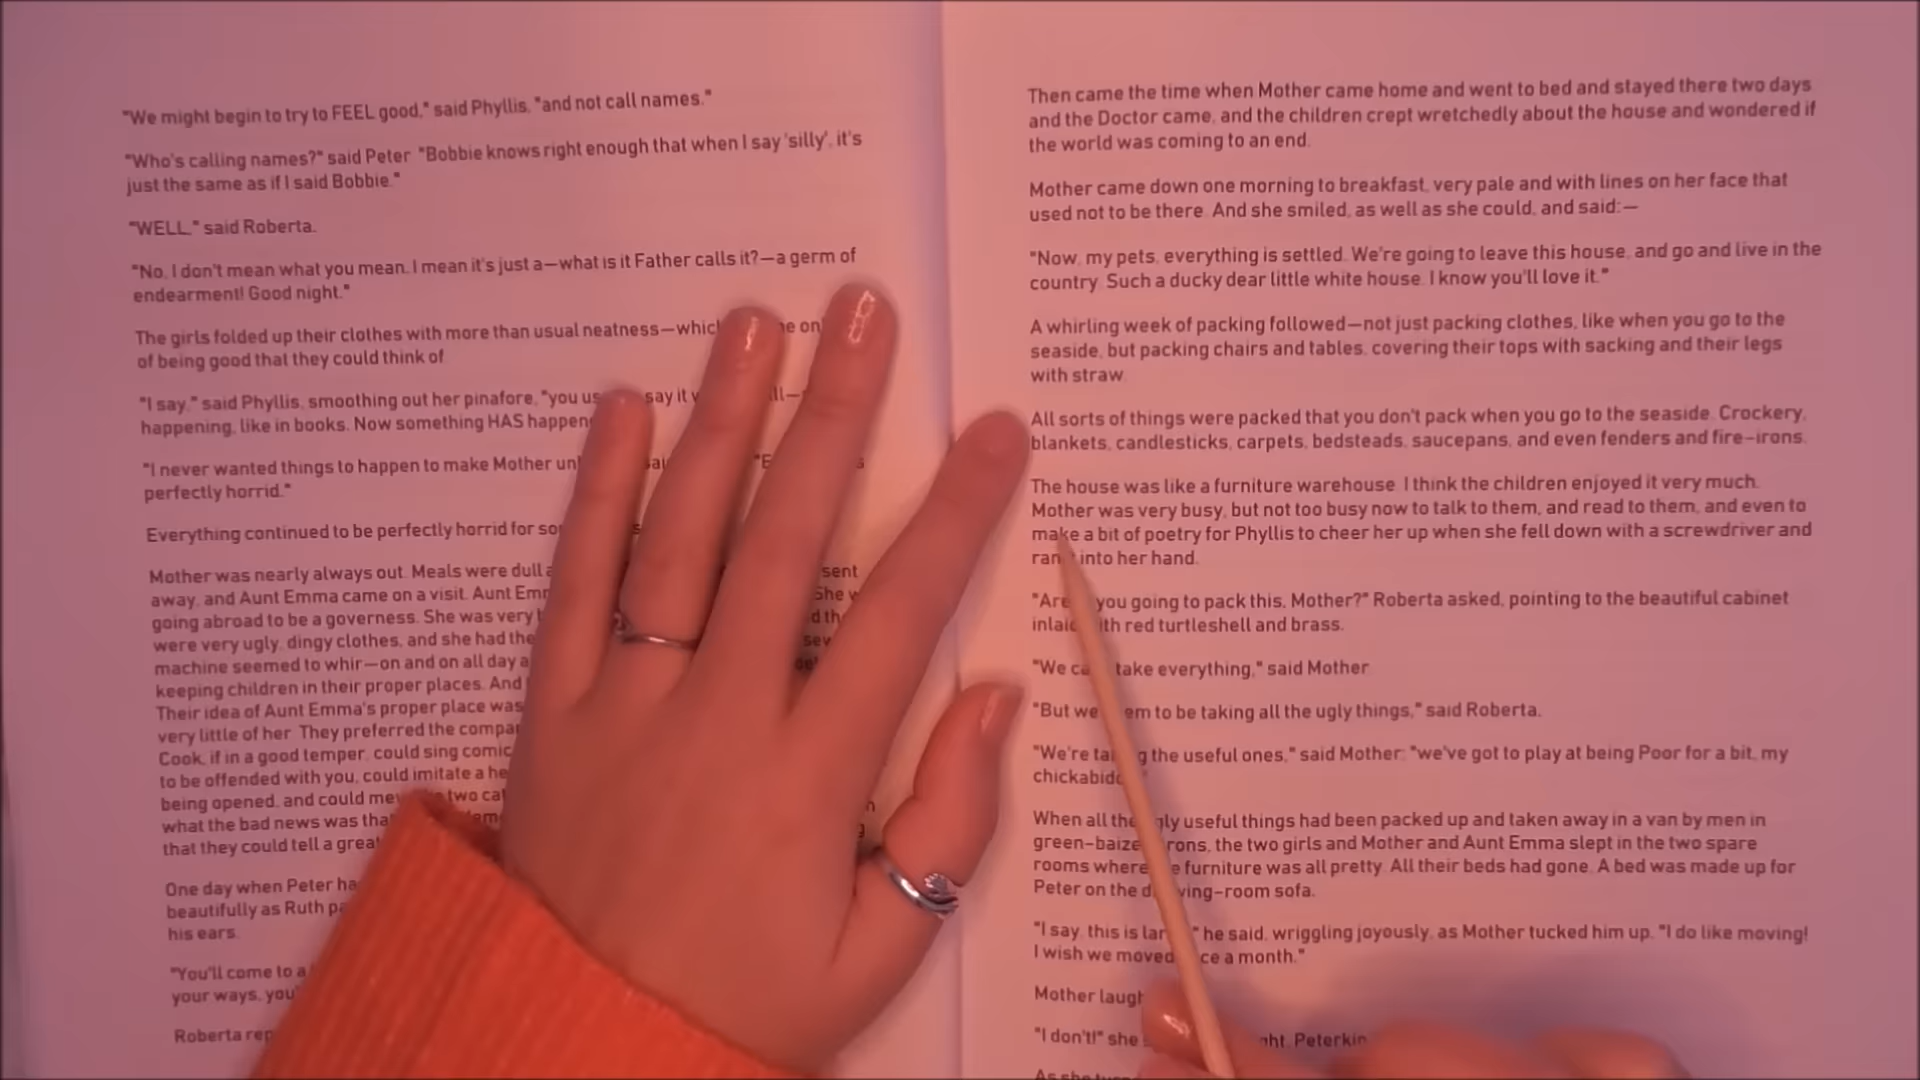 "We might begin to try to FEEL good," said Phyllis, "and not call names."
"Who's calling names?" said Peter. "Bobbie knows right enough that when I say 'silly', it's
just the same as if I said Bobbie."
"WELL," said Roberta.
"No, I don't mean what you mean. I mean it's just a—what is it Father calls it?—a germ of
endearment! Good night."
The girls folded up their clothes with more than usual neatness—which on
of being good that they could think of.
"I say," said Phyllis, smoothing out her pinafore, "you say it
happening, like in books. Now something HAS
"I never wanted things to happen to make Mother
perfectly horrid."
Everything continued to be perfectly horrid for
Mother was nearly always out. Meals were dull sent
away, and Aunt Emma came on a visit. Aunt She
going abroad to be a governess. She was very
were very ugly, dingy clothes, and she had the
machine seemed to whir—on and on all day
keeping children in their proper places. And
Their idea of Aunt Emma's proper place was
very little of her. They preferred the
Cook, if in a good temper, could sing
to be offended with you, could imitate a
being opened, and could two
what the bad news was
that they could tell a
One day when Peter
beautifully as Ruth
his ears.
"You'll come to a
your ways,
Roberta
Then came the time when Mother came home and went to bed and stayed there two days
and the Doctor came, and the children crept wretchedly about the house and wondered if
the world was coming to an end.
Mother came down one morning to breakfast, very pale and with lines on her face that
used not to be there. And she smiled, as well as she could, and said:—
"Now, my pets, everything is settled. We're going to leave this house, and go and live in the
country. Such a ducky dear little white house. I know you'll love it."
A whirling week of packing followed—not just packing clothes, like when you go to the
seaside, but packing chairs and tables, covering their tops with sacking and their legs
with straw.
All sorts of things were packed that you don't pack when you go to the seaside. Crockery,
blankets, candlesticks, carpets, bedsteads, saucepans, and even fenders and fire-irons.
The house was like a furniture warehouse. I think the children enjoyed it very much.
Mother was very busy, but not too busy now to talk to them, and read to them, and even to
make a bit of poetry for Phyllis to cheer her up when she fell down with a screwdriver and
ran into her hand.
you going to pack this, Mother?" Roberta asked, pointing to the beautiful cabinet
with red turtleshell and brass.
"We take everything," said Mother.
"But we to be taking all the ugly things," said Roberta.
"We're the useful ones," said Mother; "we've got to play at being Poor for a bit, my
When all the useful things had been packed up and taken away in a van by men in
green-baize the two girls and Mother and Aunt Emma slept in the two spare
rooms where furniture was all pretty. All their beds had gone. A bed was made up for
Peter on the sofa.
"I say, this is he said, wriggling joyously, as Mother tucked him up. "I do like moving!
I wish we moved a month."
Mother
"I don't!" she Peterkin
As she